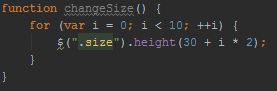 function changeSize() {
    for (var i = 0; i < 10; ++i) {
        $(".size").height(30 + i * 2);
    }
}